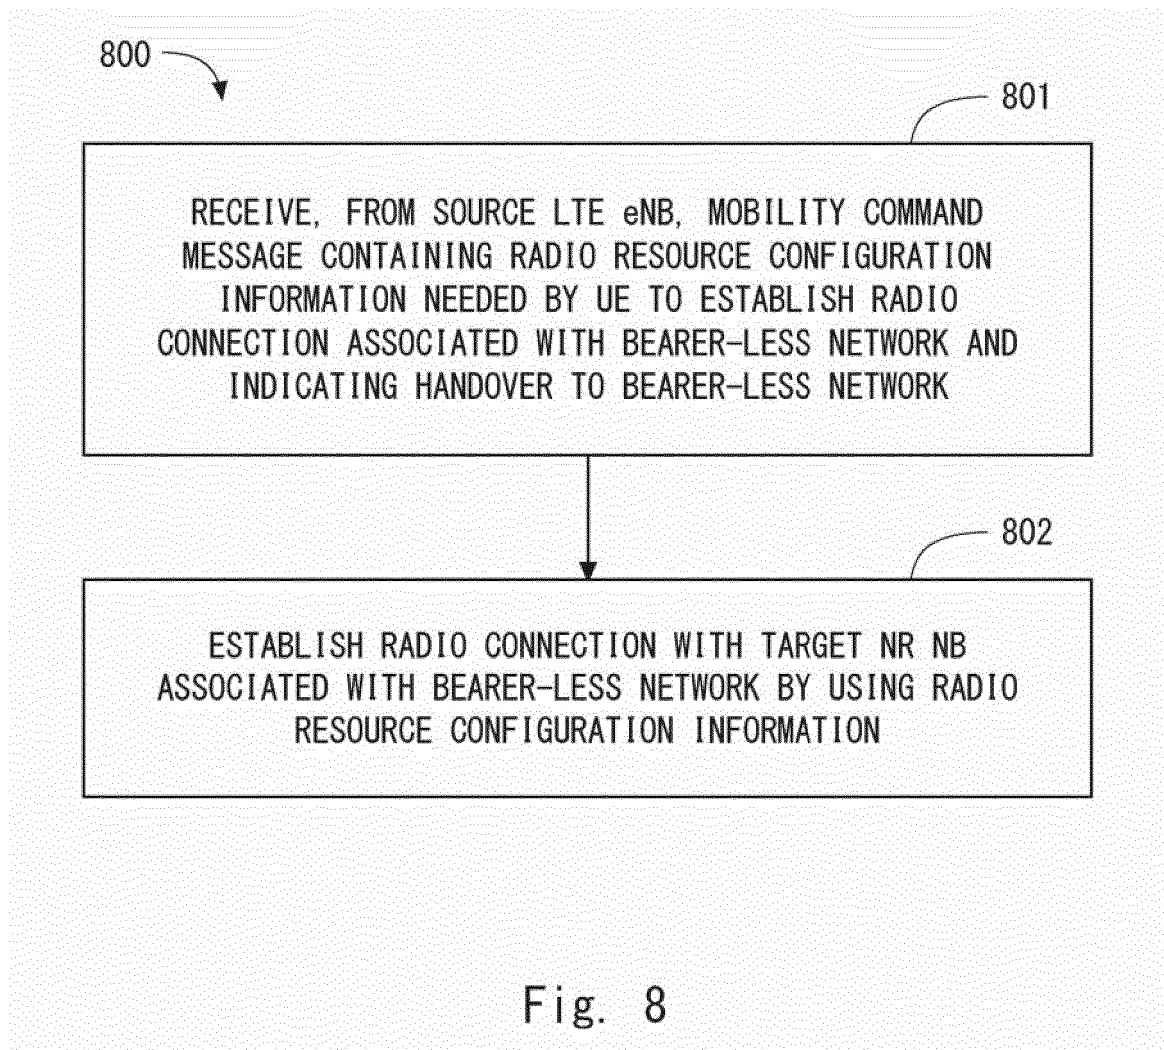 800
801
RECEIVE, FROM SOURCE LTE eNB, MOBILITY COMMAND
MESSAGE CONTAINING RADIO RESOURCE CONFIGURATION
INFORMATION NEEDED BY UE TO ESTABLISH RADIO
CONNECTION ASSOCIATED WITH BEARER-LESS NETWORK AND
INDICATING HANDOVER TO BEARER-LESS NETWORK
802
ESTABLISH RADIO CONNECTION WITH TARGET NR NB
ASSOCIATED WITH BEARER-LESS NETWORK BY USING RADIO
RESOURCE CONFIGURATION INFORMATION
Fig. 8